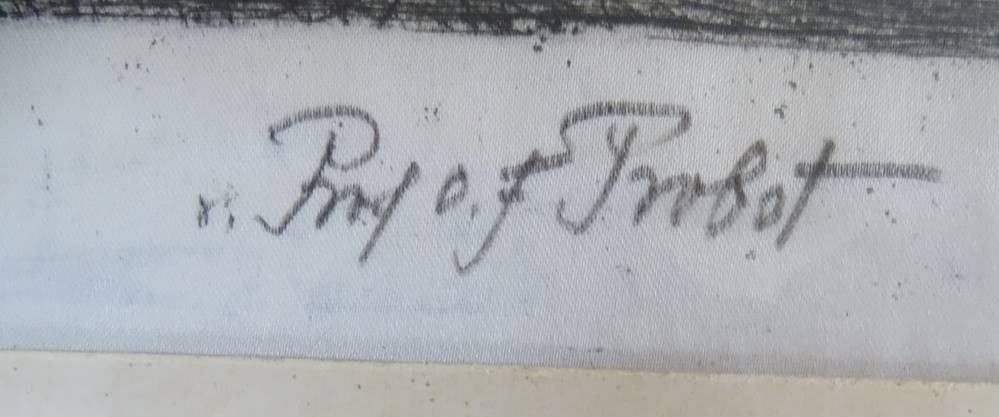 v. Prof O. F. Probst